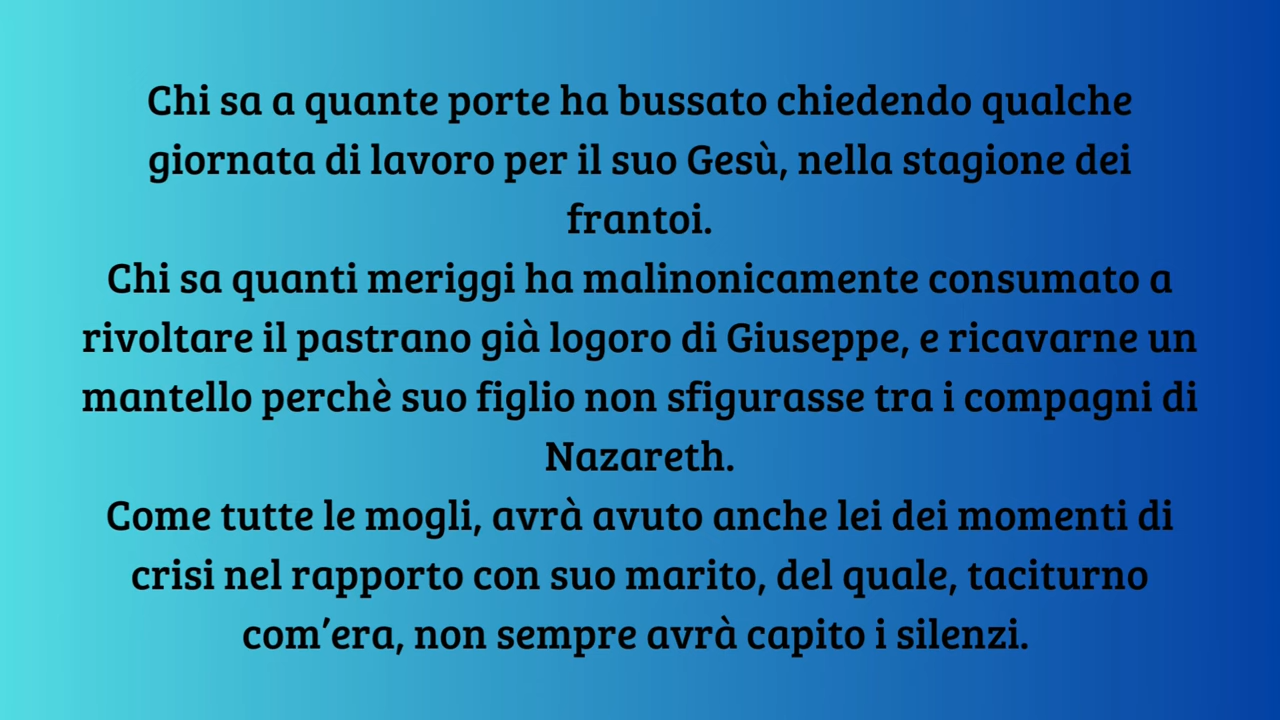 Chi sa a quante porte ha bussato chiedendo qualche
giornata di lavoro per il suo Gesù, nella stagione dei
frantoi.
Chi sa quanti meriggi ha malinonicamente consumato a
rivoltare il pastrano già logoro di Giuseppe, e ricavarne un
mantello perchè suo figlio non sfigurasse tra i compagni di
Nazareth.
Come tutte le mogli, avrà avuto anche lei dei momenti di
crisi nel rapporto con suo marito, del quale, taciturno
com'era, non sempre avrà capito i silenzi.